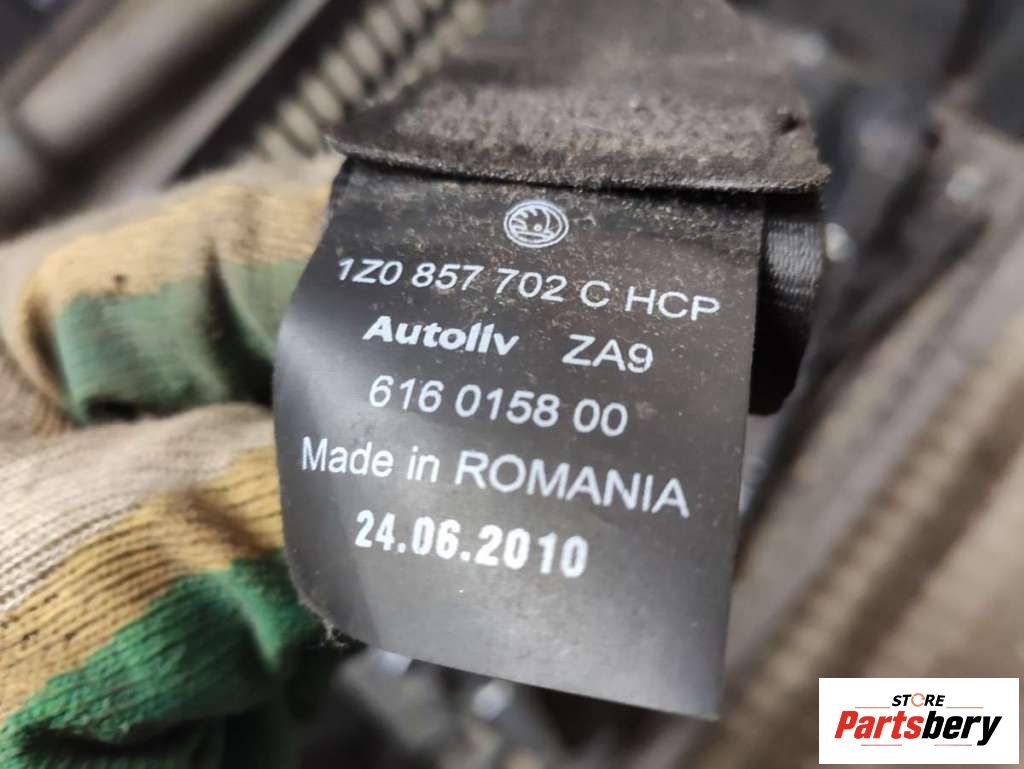 1Z0 857 702 C HCP
Autoliv ZA9
616 0158 00
Made in ROMANIA
24.06.2010
STORE
Partsbery